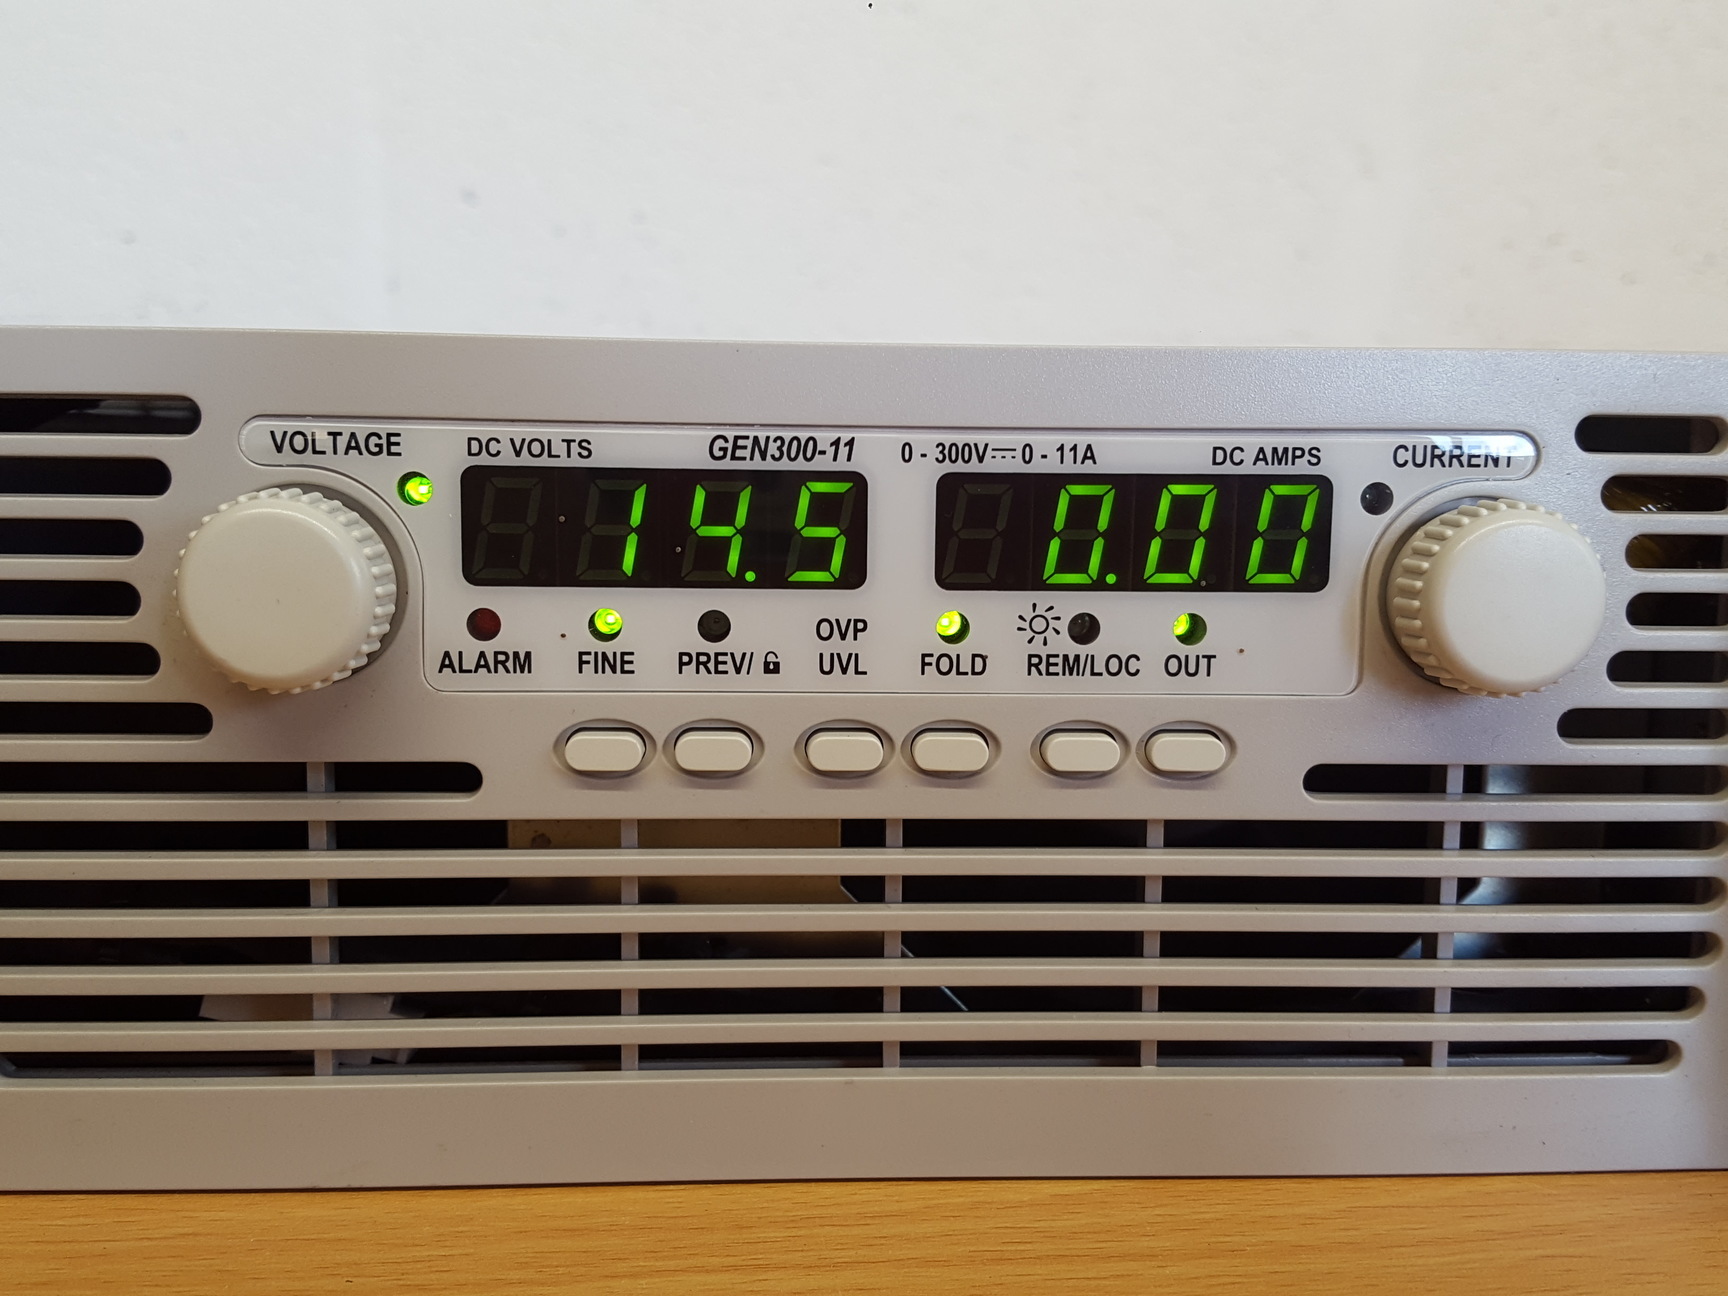 VOLTAGE DC VOLTS GEN300-11 0 - 300V⎓0 - 11A DC AMPS CURRENT
14.5 0.00
OVP
ALARM FINE PREV/ UVL FOLD REM/LOC OUT